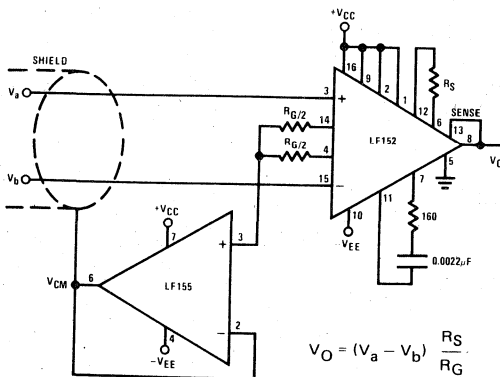 +VCC
SHIELD
16
9
2
1
12
RS
6
Va
3
+
SENSE
13
8
RG/2
14
LF152
RG/2
4
5
VO
Vb
15
−
7
10
11
160
VEE
+VCC
0.0022μF
7
3
+
VCM
6
LF155
2
−
4
−VEE
VO = (Va − Vb) RS/RG